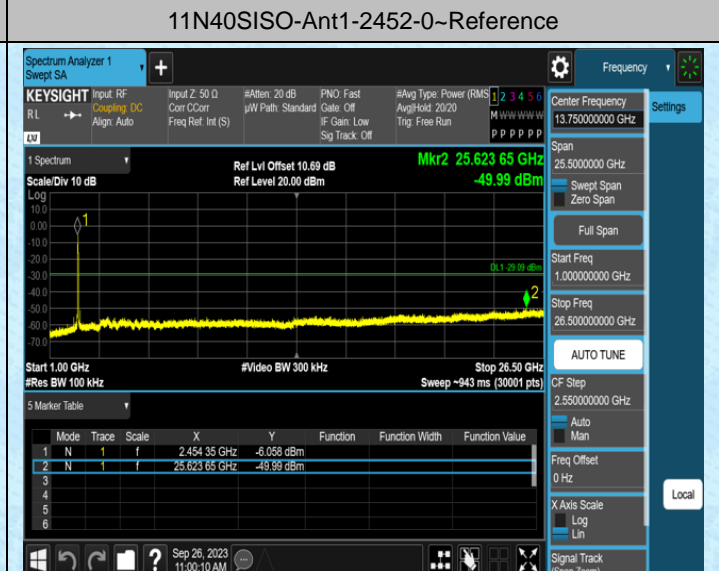 11N40SISO-Ant1-2452-0~Reference
Spectrum Analyzer 1
Swept SA
Frequency
KEYSIGHT
RL
LXI
Input: RF
Coupling: DC
Align: Auto
Input Z: 50 Ω
Corr CCorr
Freq Ref: Int (S)
#Atten: 20 dB
µW Path: Standard
PNO: Fast
Gate: Off
IF Gain: Low
Sig Track: Off
#Avg Type: Power (RMS
Avg|Hold: 20/20
Trig: Free Run
1 2 3 4 5 6
M W W W W W
P P P P P P
Center Frequency
13.750000000 GHz
Settings
1 Spectrum
Scale/Div 10 dB
Ref Lvl Offset 10.69 dB
Ref Level 20.00 dBm
Mkr2 25.623 65 GHz
-49.99 dBm
Span
25.5000000 GHz
Swept Span
Zero Span
Full Span
Log
10.0
0.00
-10.0
-20.0
-30.0
-40.0
-50.0
-60.0
-70.0
1
DL1 -29.09 dBm
2
Start Freq
1.000000000 GHz
Stop Freq
26.500000000 GHz
AUTO TUNE
Start 1.00 GHz
#Video BW 300 kHz
Stop 26.50 GHz
#Res BW 100 kHz
Sweep ~943 ms (30001 pts)
CF Step
2.550000000 GHz
Auto
Man
5 Marker Table
Mode Trace Scale X Y Function Function Width Function Value
1 N 1 f 2.454 35 GHz -6.058 dBm
2 N 1 f 25.623 65 GHz -49.99 dBm
3
4
5
6
Freq Offset
0 Hz
X Axis Scale
Log
Lin
Local
Signal Track
(Span Zoom)
?
Sep 26, 2023
11:00:10 AM